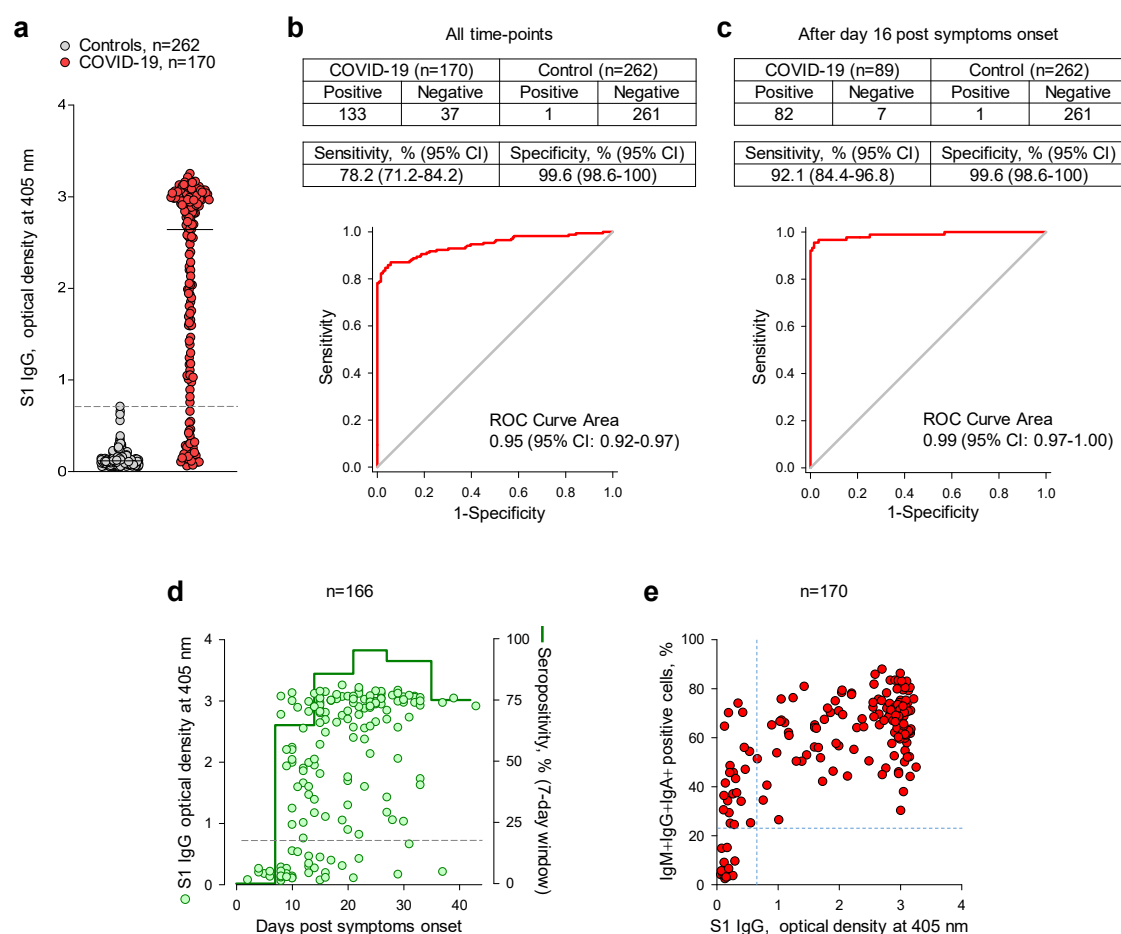 a
Controls, n=262
COVID-19, n=170
4
3
2
1
0
S1 IgG, optical density at 405 nm
b
All time-points
COVID-19 (n=170) Control (n=262)
Positive Negative Positive Negative
133 37 1 261
Sensitivity, % (95% CI) Specificity, % (95% CI)
78.2 (71.2-84.2) 99.6 (98.6-100)
1.0
0.8
0.6
0.4
0.2
0.0
Sensitivity
ROC Curve Area
0.95 (95% CI: 0.92-0.97)
0.0 0.2 0.4 0.6 0.8 1.0
1-Specificity
c
After day 16 post symptoms onset
COVID-19 (n=89) Control (n=262)
Positive Negative Positive Negative
82 7 1 261
Sensitivity, % (95% CI) Specificity, % (95% CI)
92.1 (84.4-96.8) 99.6 (98.6-100)
1.0
0.8
0.6
0.4
0.2
0.0
Sensitivity
ROC Curve Area
0.99 (95% CI: 0.97-1.00)
0.0 0.2 0.4 0.6 0.8 1.0
1-Specificity
d
n=166
4
3
2
1
0
S1 IgG optical density at 405 nm
100
75
50
25
0
Seropositivity, % (7-day window)
0 10 20 30 40
Days post symptoms onset
e
n=170
100
80
60
40
20
0
IgM+IgG+IgA+ positive cells, %
0 1 2 3 4
S1 IgG, optical density at 405 nm